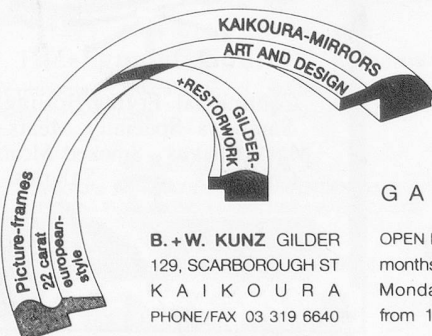 KAIKOURA-MIRRORS
ART AND DESIGN
GILDER-
+RESTORWORK
Picture-frames
22 carat
european-
style
B. + W. KUNZ GILDER
129, SCARBOROUGH ST
KAIKOURA
PHONE/FAX 03 319 6640
G A
OPEN
months
Monda
from 1